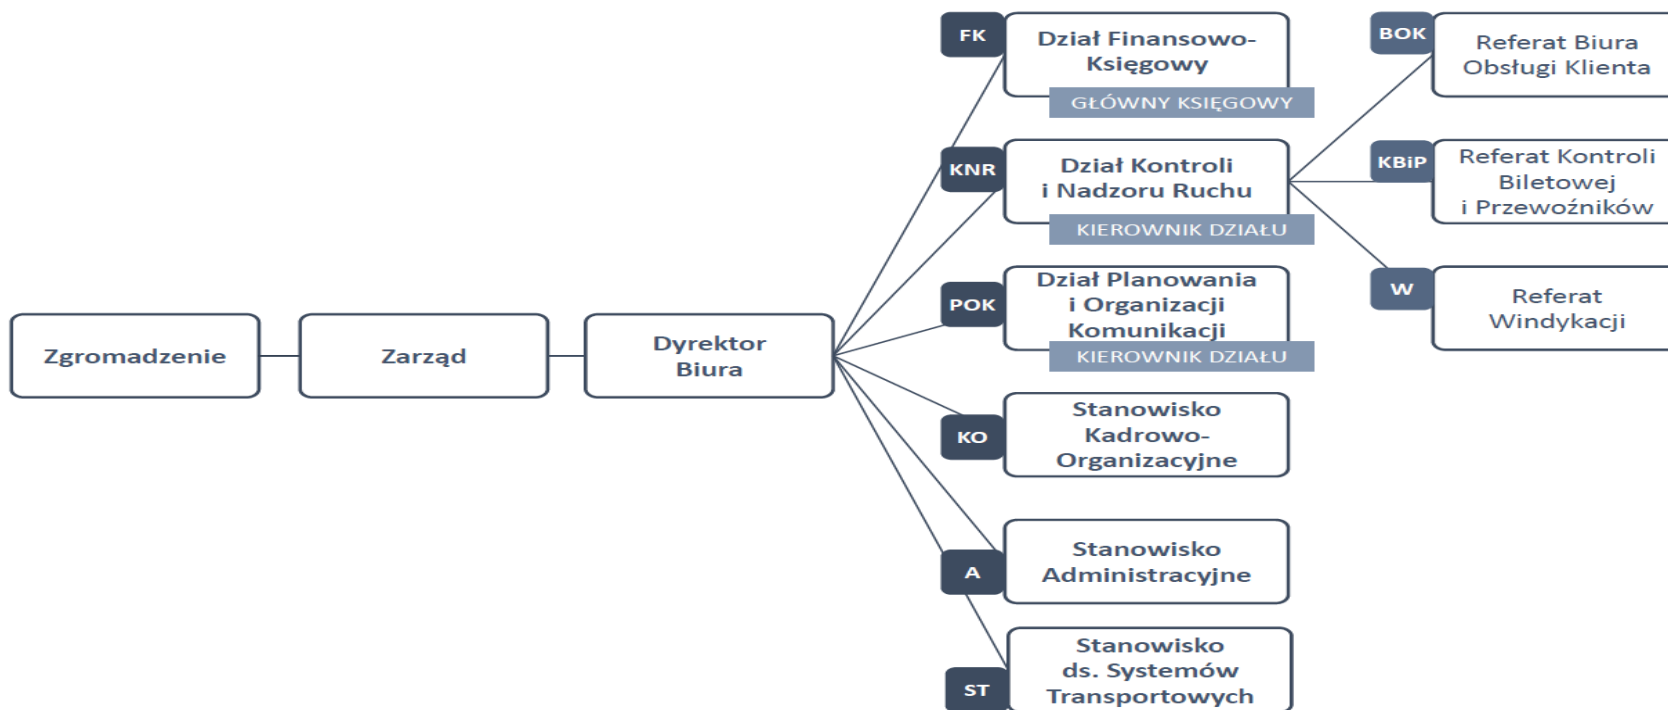 Zgromadzenie
Zarząd
Dyrektor
Biura
FK
Dział Finansowo-
Księgowy
GŁÓWNY KSIĘGOWY
KNR
Dział Kontroli
i Nadzoru Ruchu
KIEROWNIK DZIAŁU
POK
Dział Planowania
i Organizacji
Komunikacji
KIEROWNIK DZIAŁU
KO
Stanowisko
Kadrowo-
Organizacyjne
A
Stanowisko
Administracyjne
ST
Stanowisko
ds. Systemów
Transportowych
BOK
Referat Biura
Obsługi Klienta
KBiP
Referat Kontroli
Biletowej
i Przewoźników
W
Referat
Windykacji